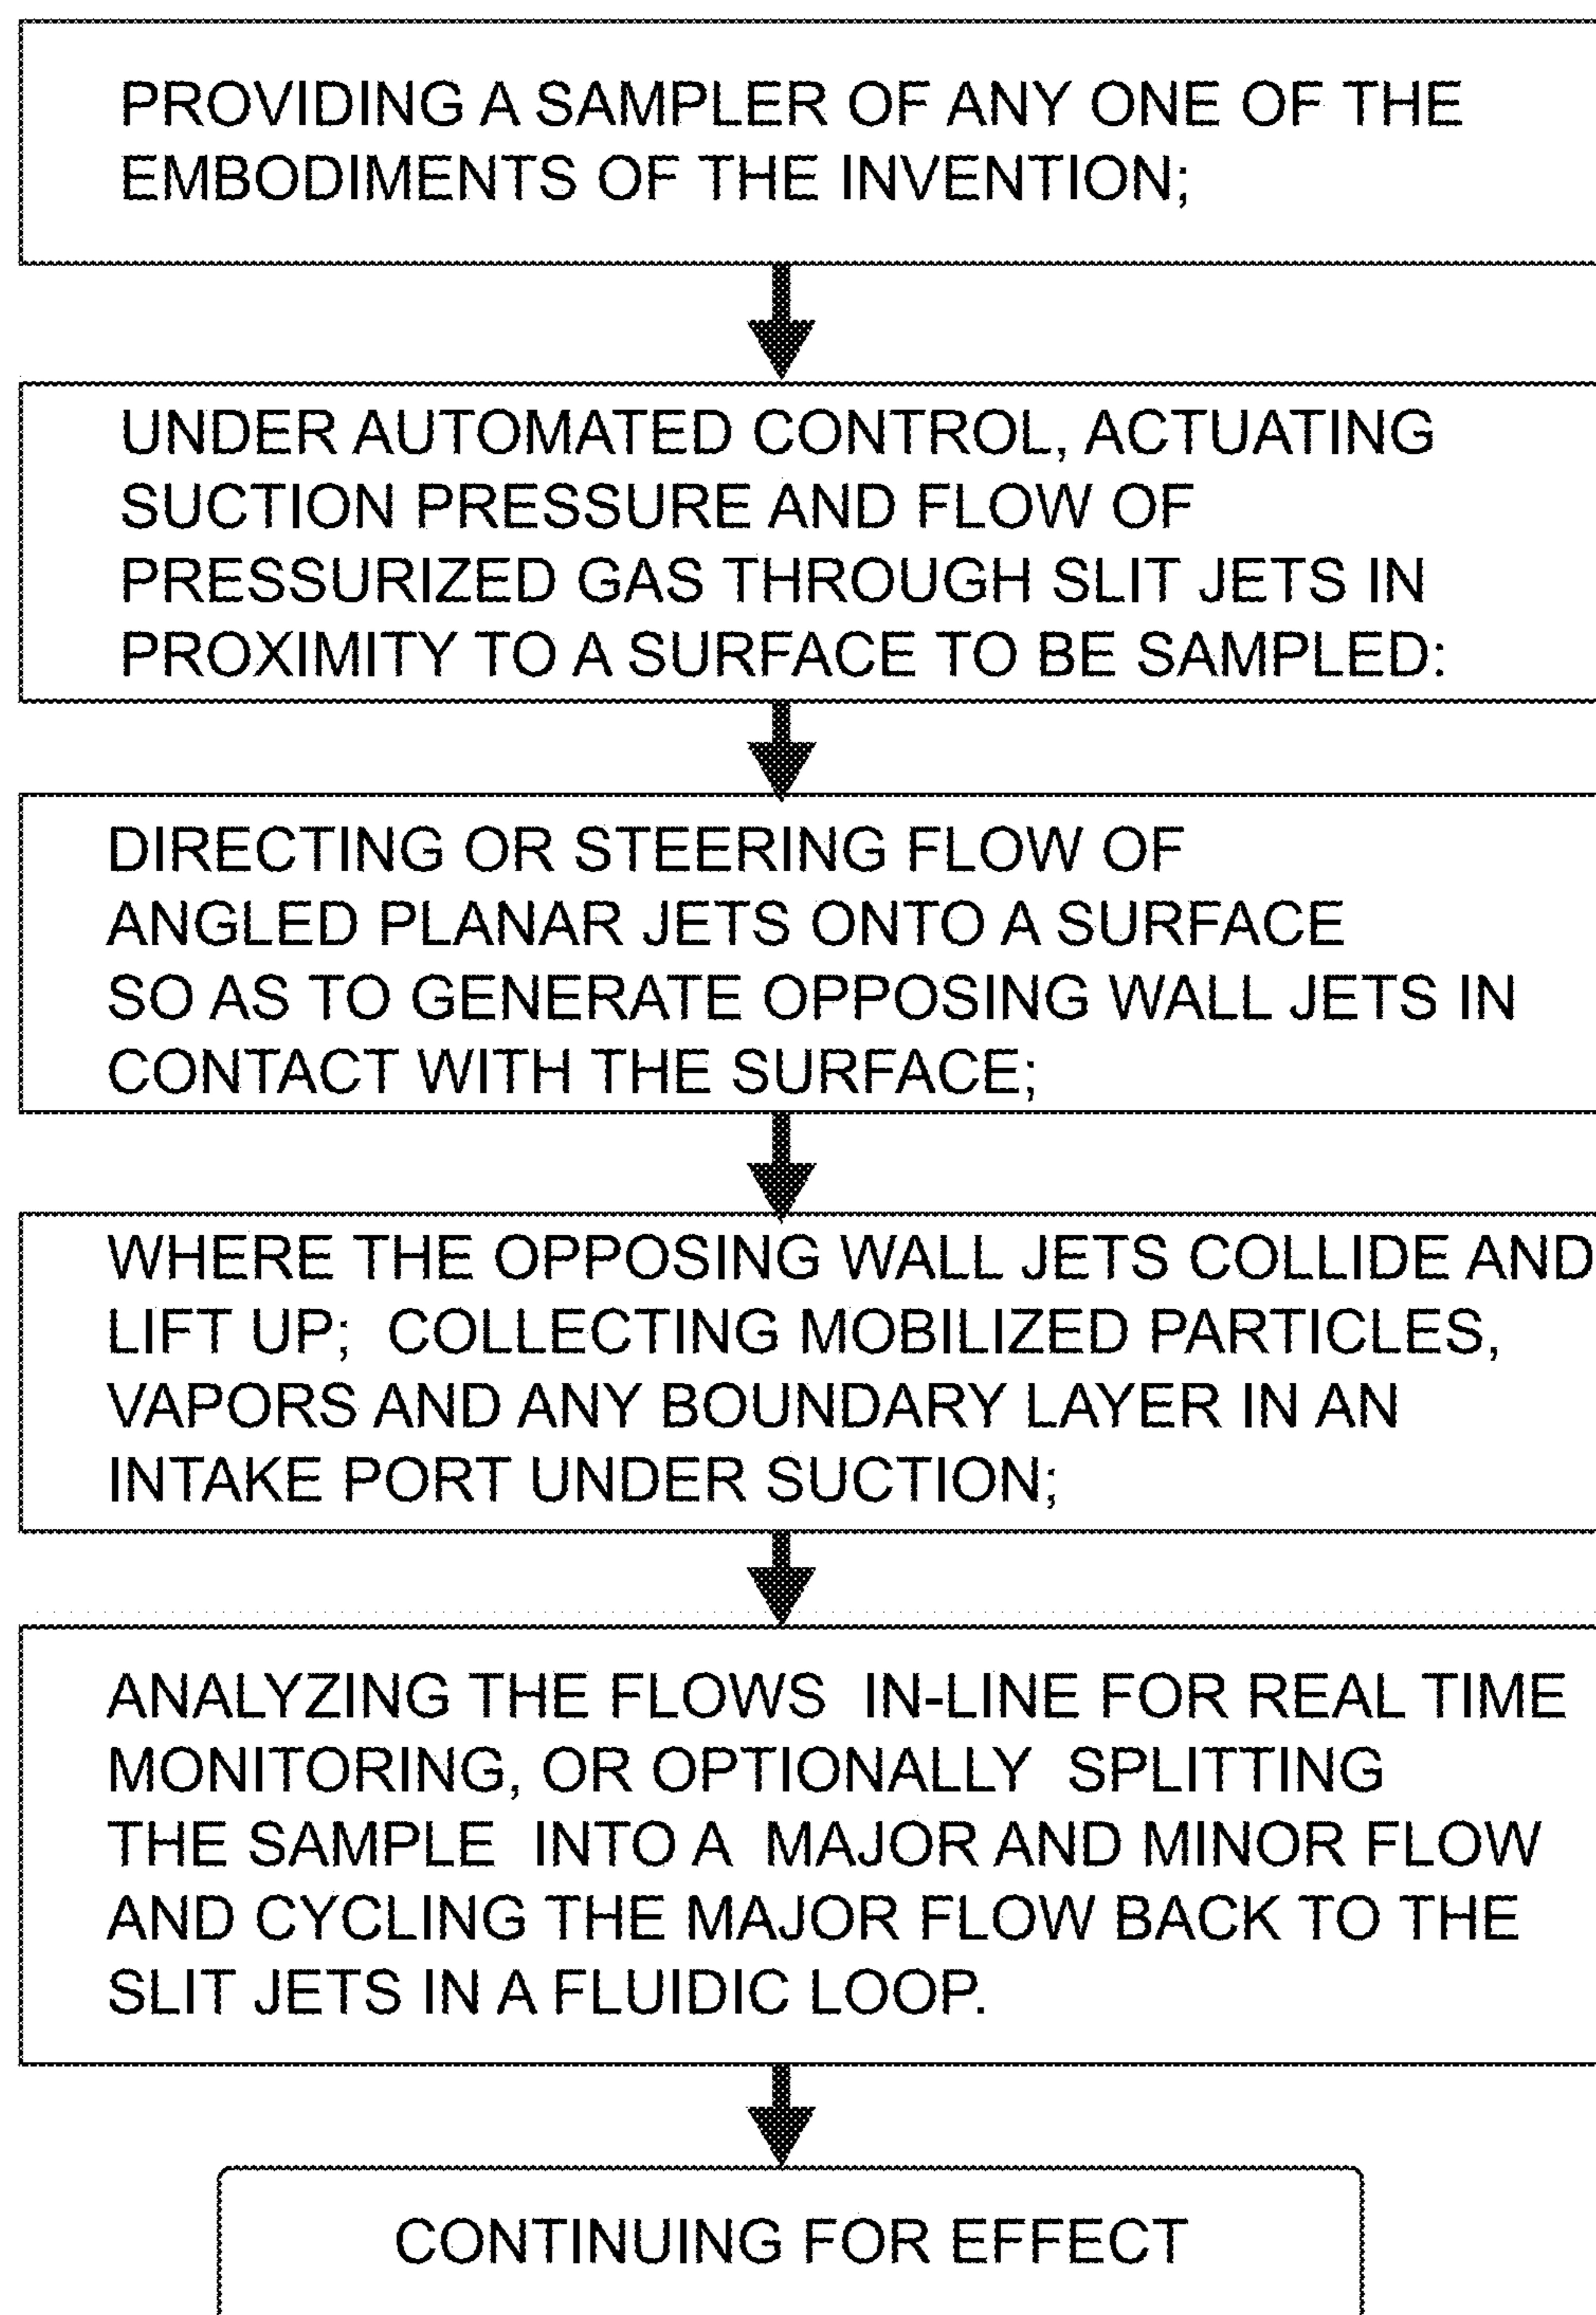 PROVIDING A SAMPLER OF ANY ONE OF THE
EMBODIMENTS OF THE INVENTION;
UNDER AUTOMATED CONTROL, ACTUATING
SUCTION PRESSURE AND FLOW OF
PRESSURIZED GAS THROUGH SLIT JETS IN
PROXIMITY TO A SURFACE TO BE SAMPLED:
DIRECTING OR STEERING FLOW OF
ANGLED PLANAR JETS ONTO A SURFACE
SO AS TO GENERATE OPPOSING WALL JETS IN
CONTACT WITH THE SURFACE;
WHERE THE OPPOSING WALL JETS COLLIDE AND
LIFT UP; COLLECTING MOBILIZED PARTICLES,
VAPORS AND ANY BOUNDARY LAYER IN AN
INTAKE PORT UNDER SUCTION;
ANALYZING THE FLOWS IN-LINE FOR REAL TIME
MONITORING, OR OPTIONALLY SPLITTING
THE SAMPLE INTO A MAJOR AND MINOR FLOW
AND CYCLING THE MAJOR FLOW BACK TO THE
SLIT JETS IN A FLUIDIC LOOP.
CONTINUING FOR EFFECT